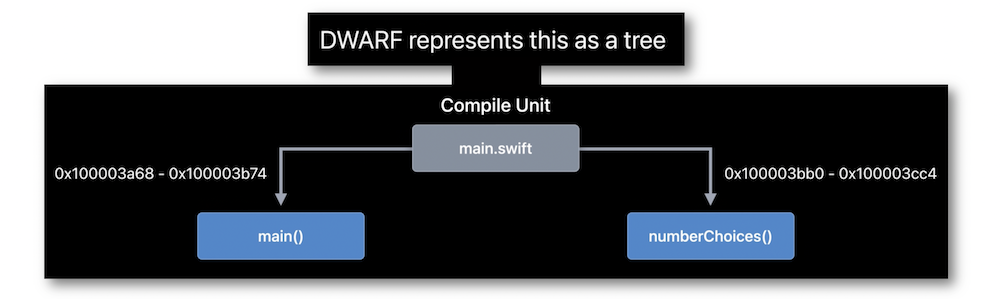 DWARF represents this as a tree
Compile Unit
main.swift
0x100003a68 - 0x100003b74
0x100003bb0 - 0x100003cc4
main()
numberChoices()